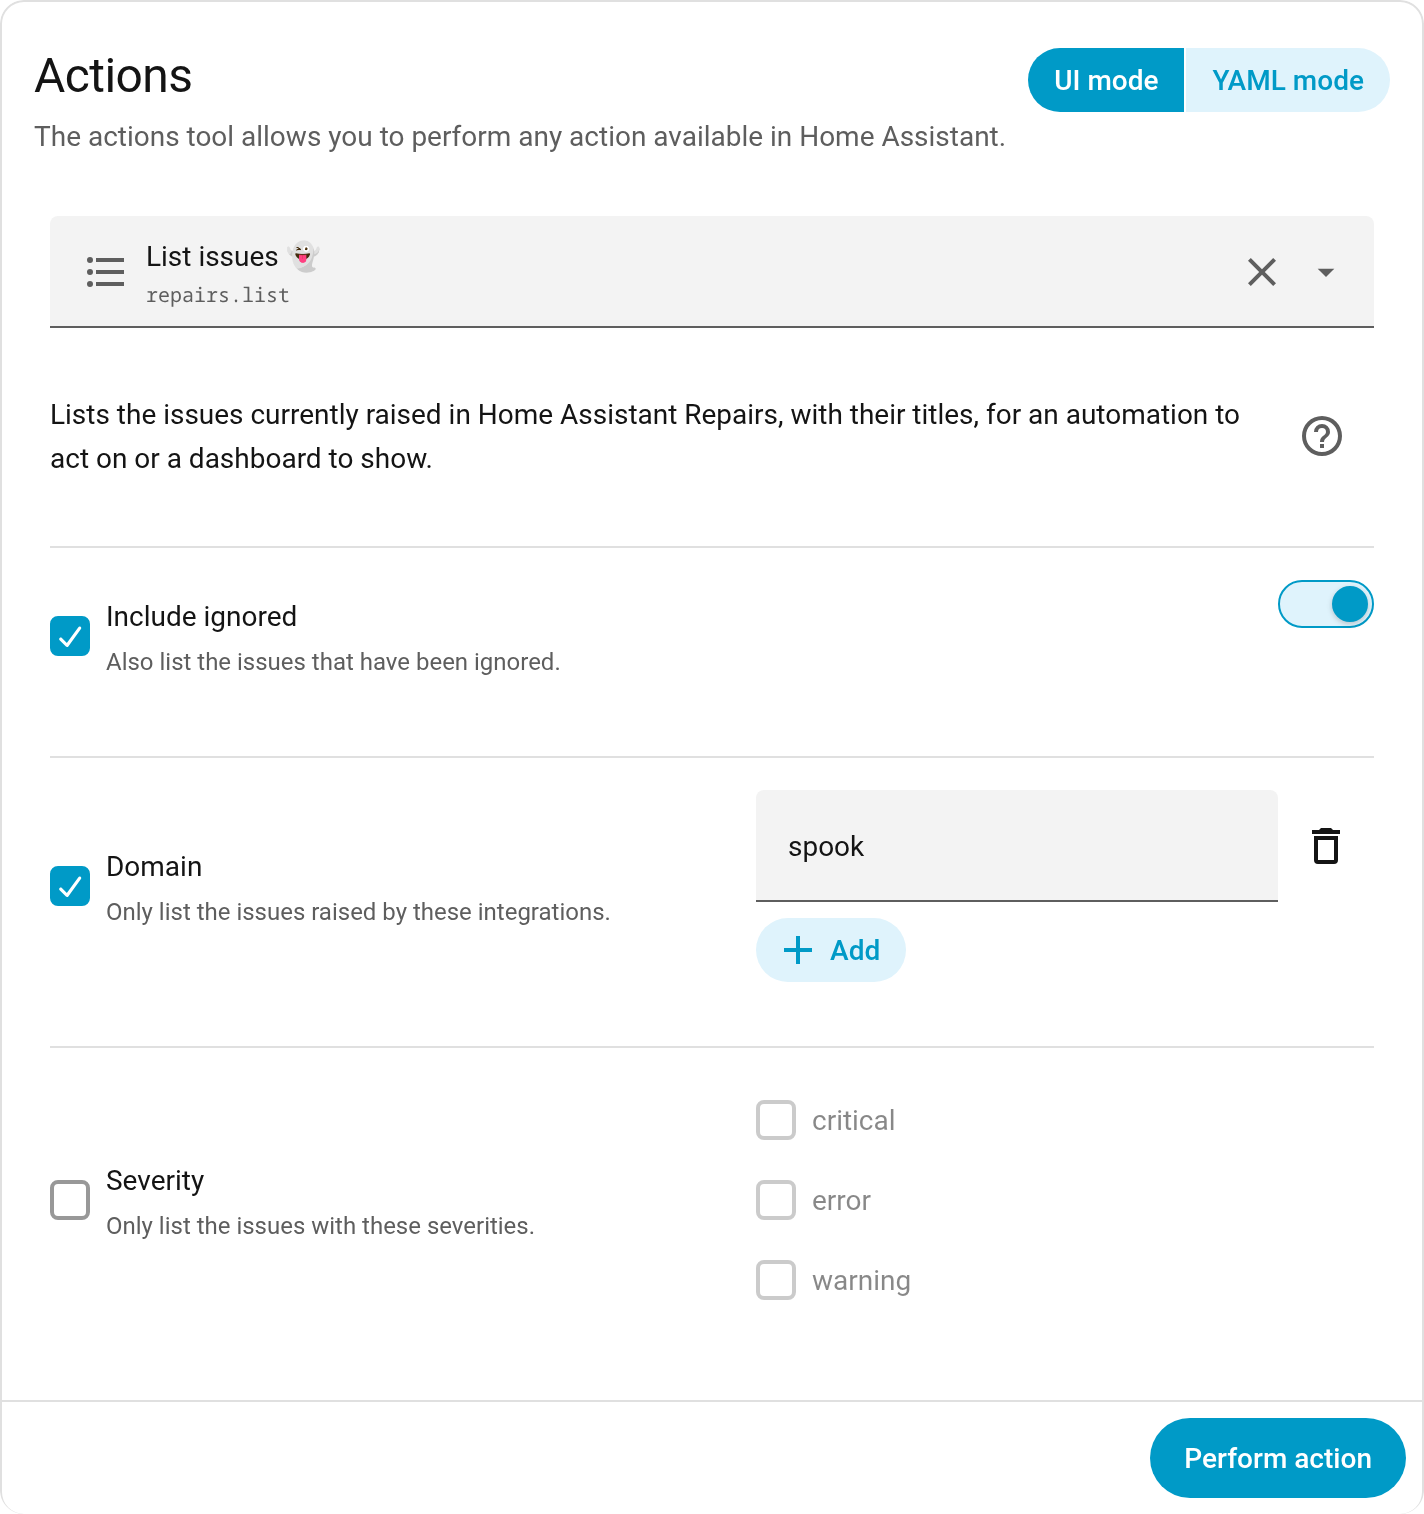 Actions
UI mode
YAML mode
The actions tool allows you to perform any action available in Home Assistant.
List issues 👻
repairs.list
Lists the issues currently raised in Home Assistant Repairs, with their titles, for an automation to
act on or a dashboard to show.
Include ignored
Also list the issues that have been ignored.
Domain
Only list the issues raised by these integrations.
spook
Add
Severity
Only list the issues with these severities.
critical
error
warning
Perform action